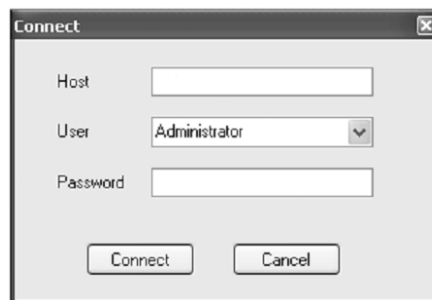 Connect
Host
User Administrator
Password
Connect Cancel